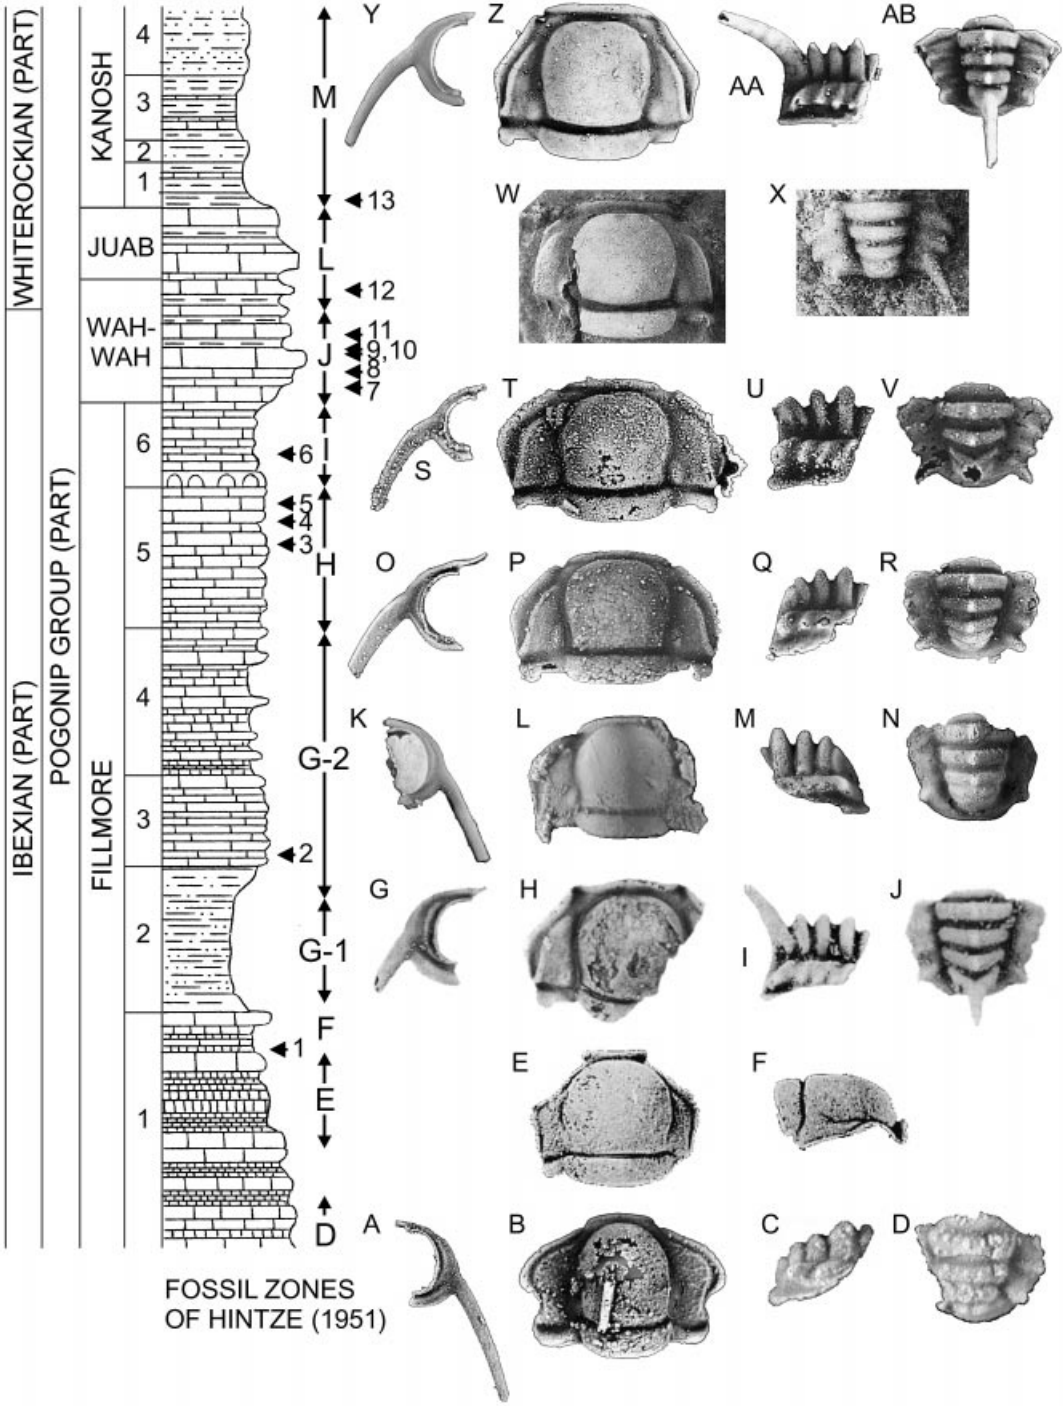 WHITEROCKIAN (PART)
IBEXIAN (PART)
POGONIP GROUP (PART)
KANOSH
4
3
2
1
JUAB
WAH-
WAH
FILLMORE
6
5
4
3
2
1
M
L
J
I
H
G-2
G-1
F
E
D
13
12
11
9,10
8
7
6
5
4
3
2
1
FOSSIL ZONES
OF HINTZE (1951)
Y
Z
AA
AB
W
X
S
T
U
V
O
P
Q
R
K
L
M
N
G
H
I
J
E
F
A
B
C
D